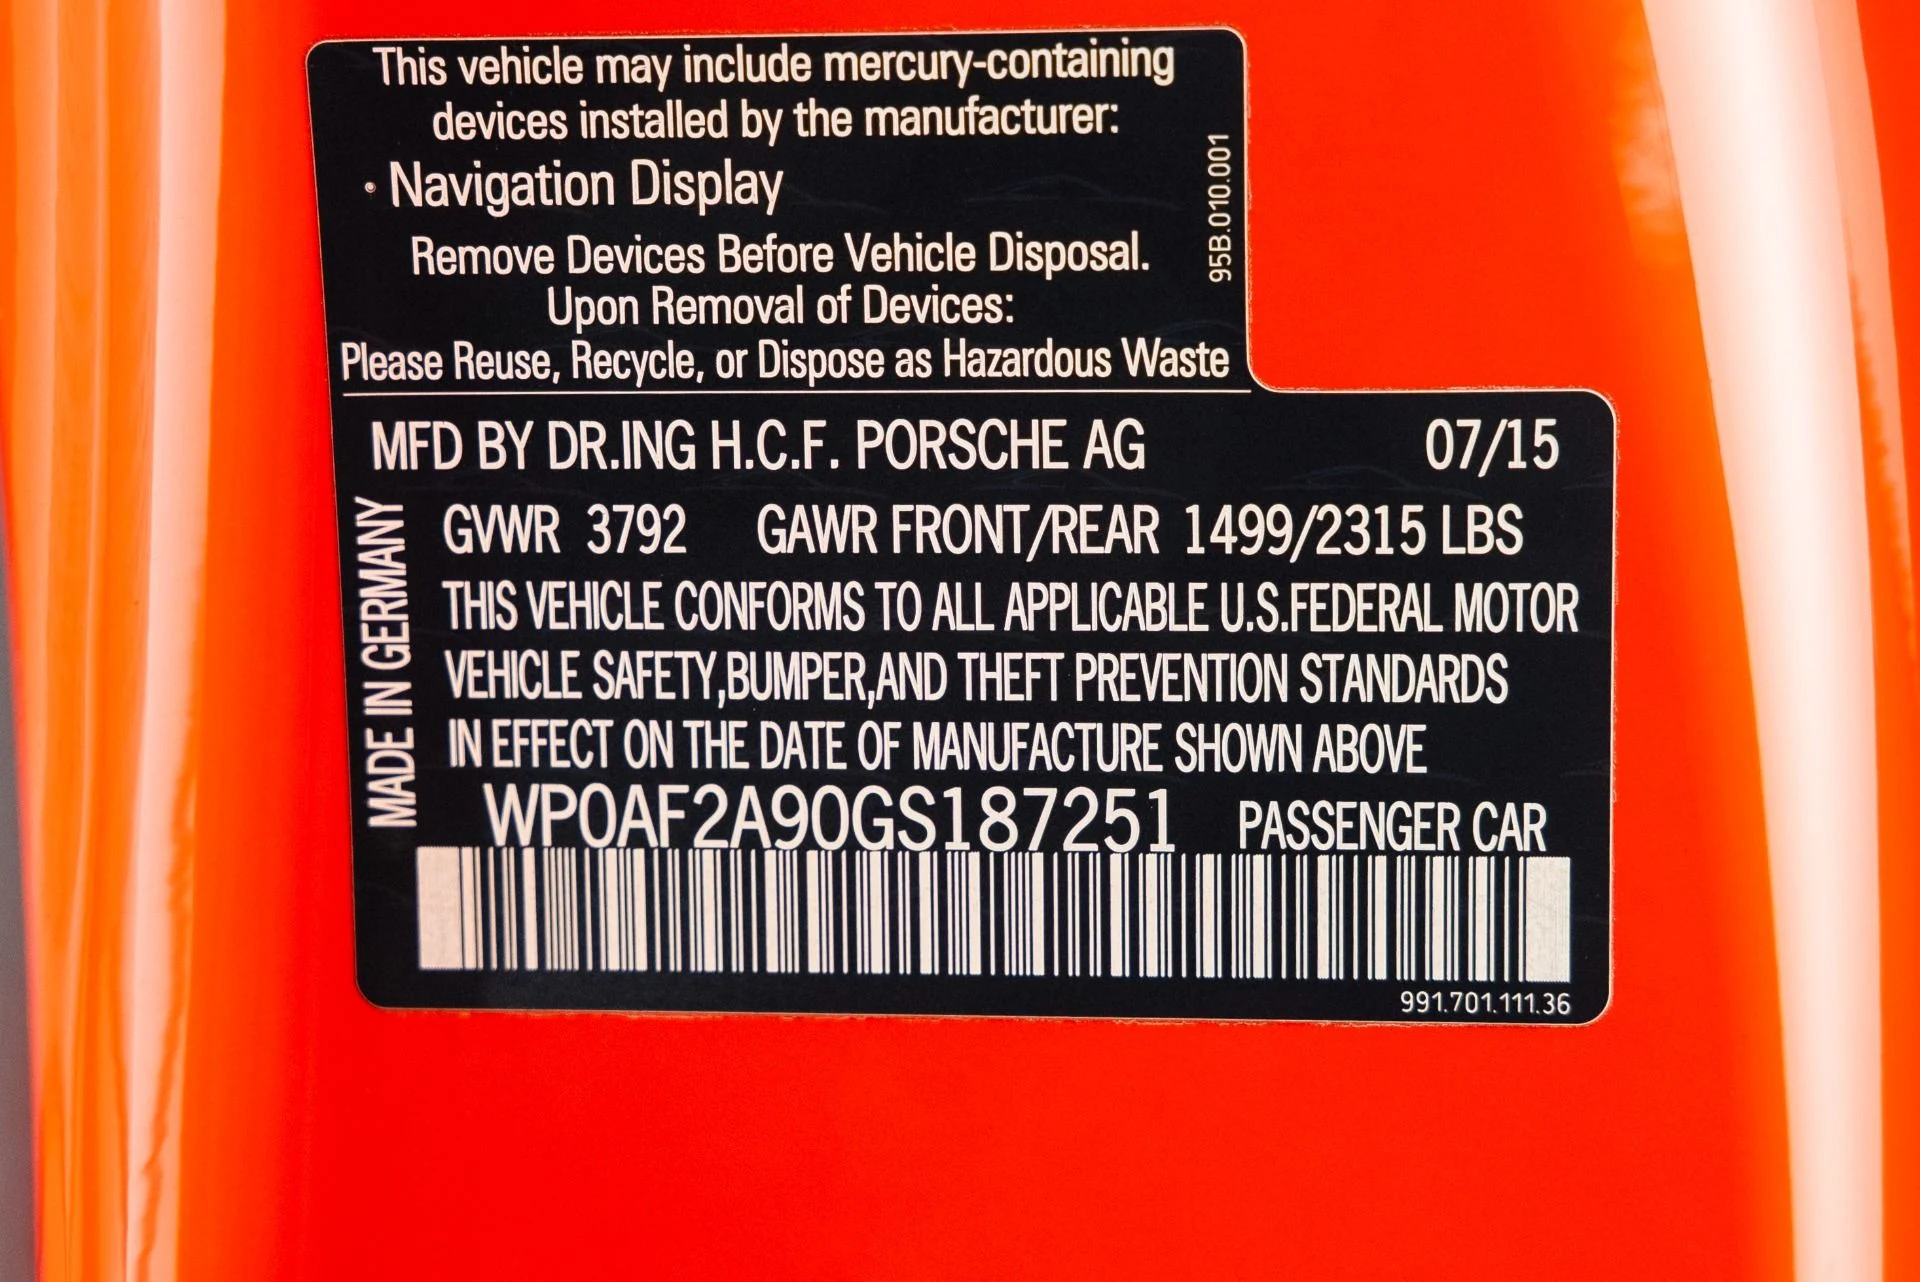 This vehicle may include mercury-containing
devices installed by the manufacturer:
• Navigation Display
Remove Devices Before Vehicle Disposal.
Upon Removal of Devices:
Please Reuse, Recycle, or Dispose as Hazardous Waste
95B.010.001
MFD BY DR.ING H.C.F. PORSCHE AG 07/15
MADE IN GERMANY
GVWR 3792 GAWR FRONT/REAR 1499/2315 LBS
THIS VEHICLE CONFORMS TO ALL APPLICABLE U.S.FEDERAL MOTOR
VEHICLE SAFETY,BUMPER,AND THEFT PREVENTION STANDARDS
IN EFFECT ON THE DATE OF MANUFACTURE SHOWN ABOVE
WP0AF2A90GS187251 PASSENGER CAR
991.701.111.36